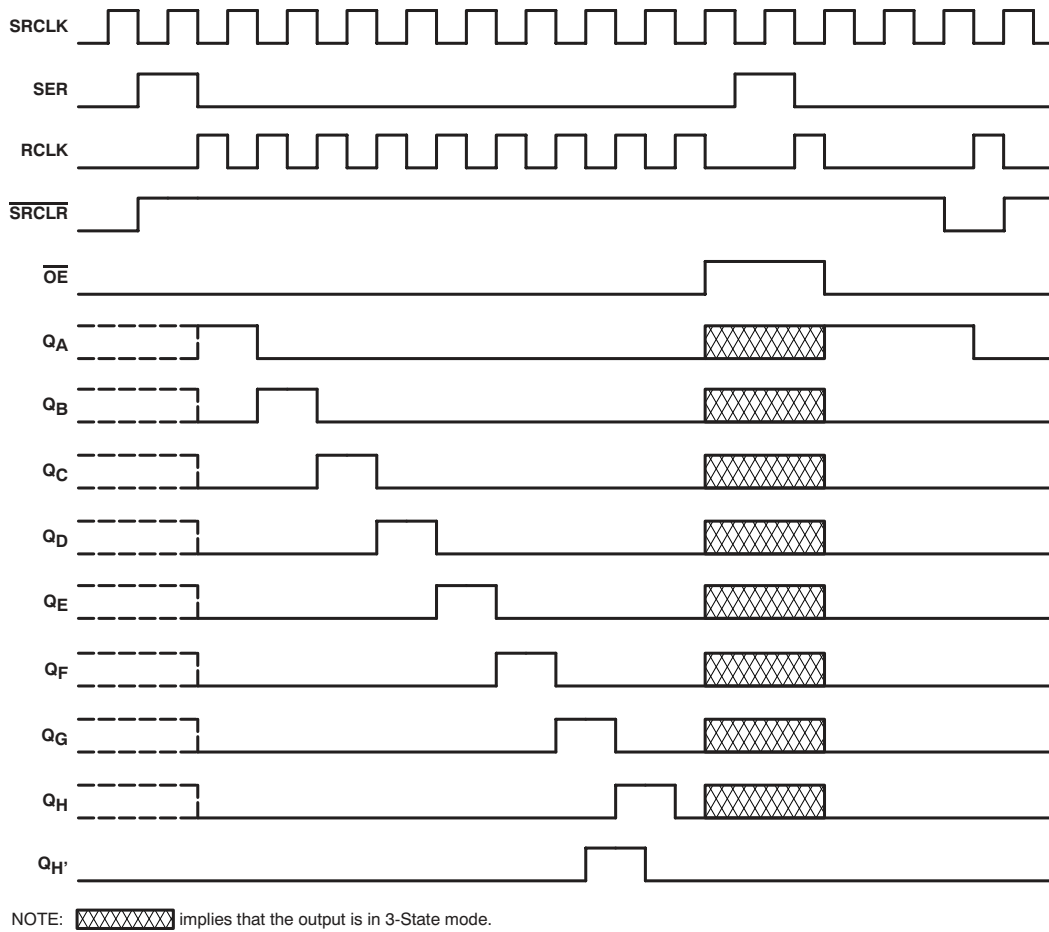 SRCLK
SER
RCLK
SRCLR
OE
QA
QB
QC
QD
QE
QF
QG
QH
QH'
NOTE: implies that the output is in 3-State mode.